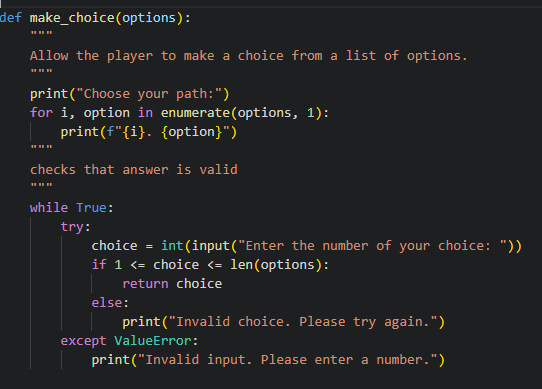 def make_choice(options):
    """
    Allow the player to make a choice from a list of options.
    """
    print("Choose your path:")
    for i, option in enumerate(options, 1):
        print(f"{i}. {option}")
    """
    checks that answer is valid
    """
    while True:
        try:
            choice = int(input("Enter the number of your choice: "))
            if 1 <= choice <= len(options):
                return choice
            else:
                print("Invalid choice. Please try again.")
        except ValueError:
            print("Invalid input. Please enter a number.")